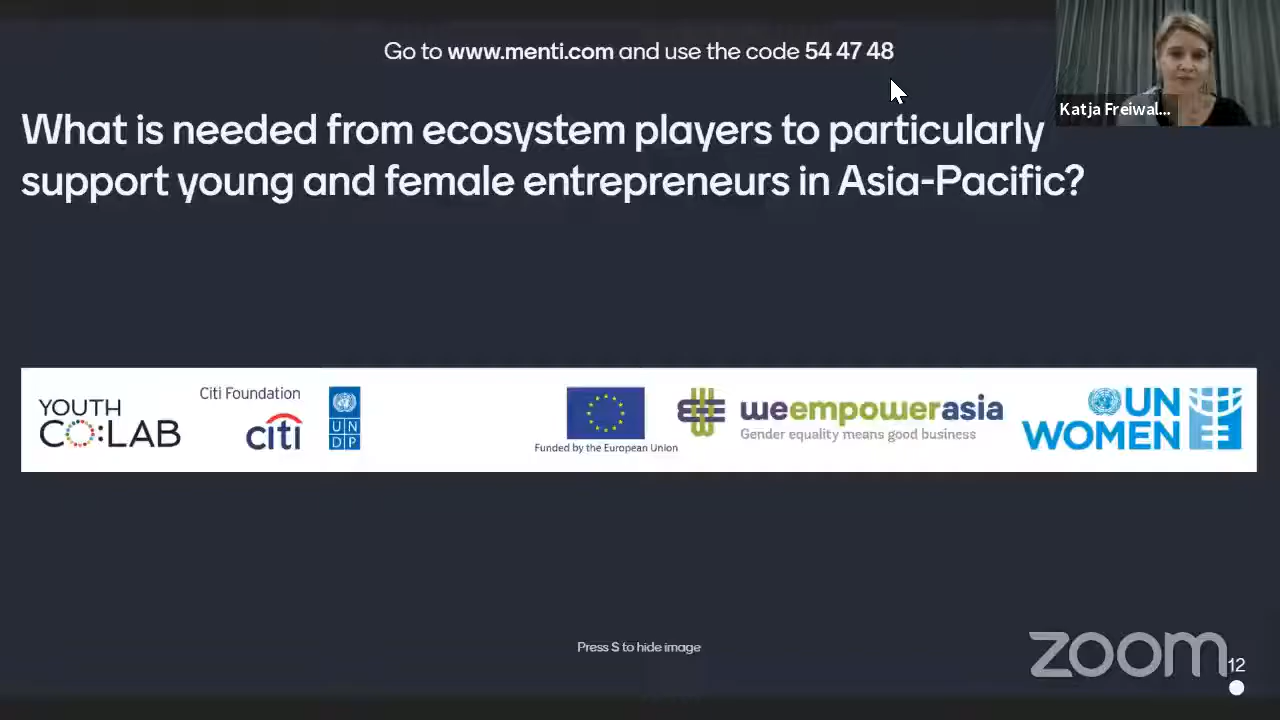 Go to www.menti.com and use the code 54 47 48
Katja Freiwal...
What is needed from ecosystem players to particularly
support young and female entrepreneurs in Asia-Pacific?
YOUTH
CO:LAB
Citi Foundation
citi
UN
DP
Funded by the European Union
weempowerasia
Gender equality means good business
UN
WOMEN
Press S to hide image
zoom
12